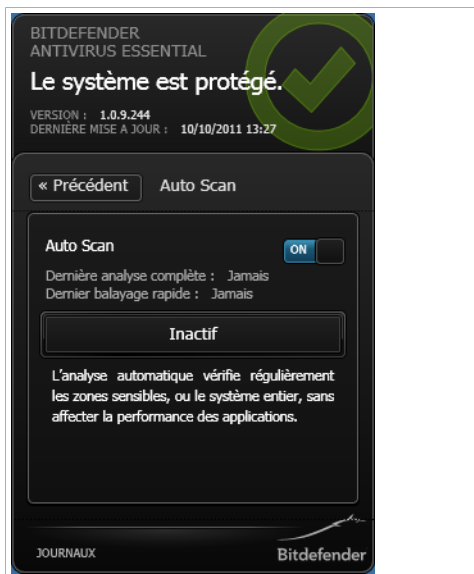 BITDEFENDER
ANTIVIRUS ESSENTIAL
Le système est protégé.
VERSION : 1.0.9.244
DERNIÈRE MISE A JOUR : 10/10/2011 13:27
« Précédent Auto Scan
Auto Scan ON
Dernière analyse complète : Jamais
Dernier balayage rapide : Jamais
Inactif
L'analyse automatique vérifie régulièrement
les zones sensibles, ou le système entier, sans
affecter la performance des applications.
JOURNAUX Bitdefender